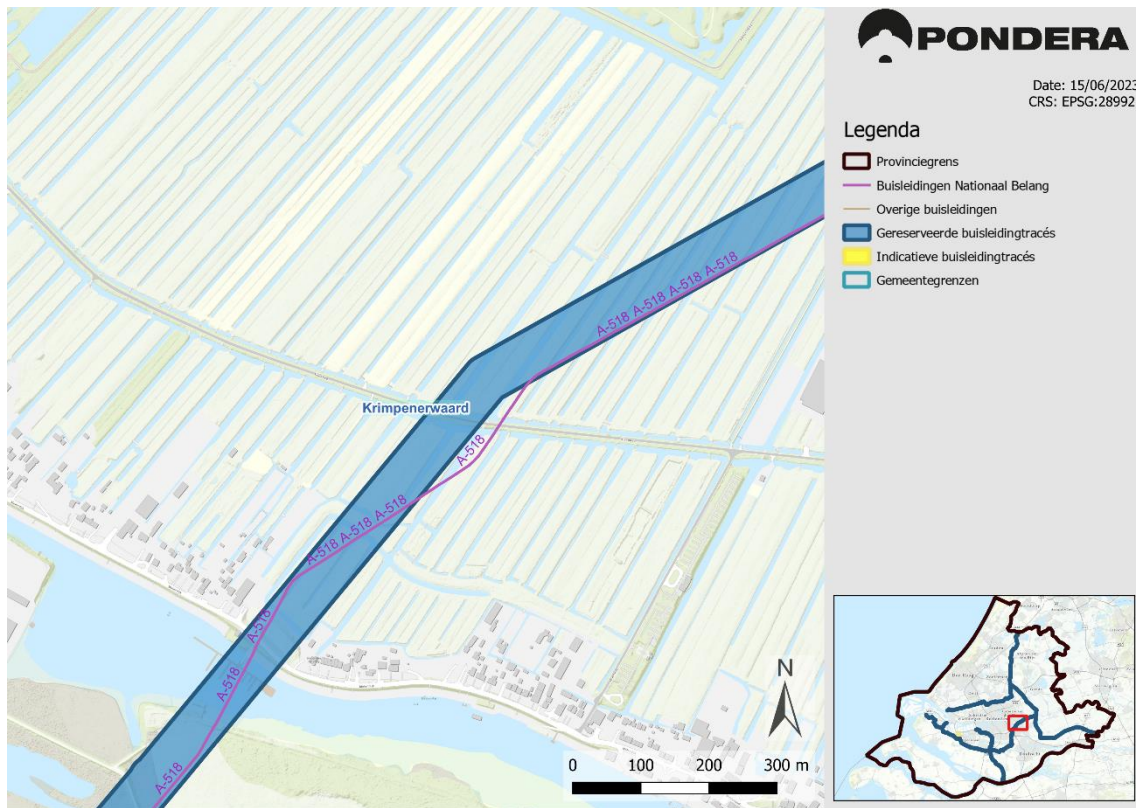 PONDERA
Date: 15/06/2023
CRS: EPSG:28992
Legenda
Provinciegrens
Buisleidingen Nationaal Belang
Overige buisleidingen
Gereserveerde buisleidingtracés
Indicatieve buisleidingtracés
Gemeentegrenzen
A-518 A-518 A-518 A-518
Krimpenerwaard
A-518
A-518 A-518 A-518
A-518
A-518
A-518
N
0 100 200 300 m